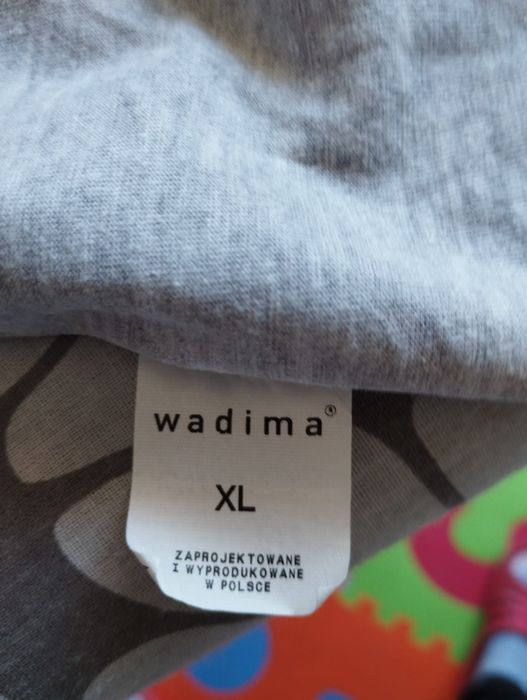 wadima®
XL
ZAPROJEKTOWANE
I WYPRODUKOWANE
W POLSCE